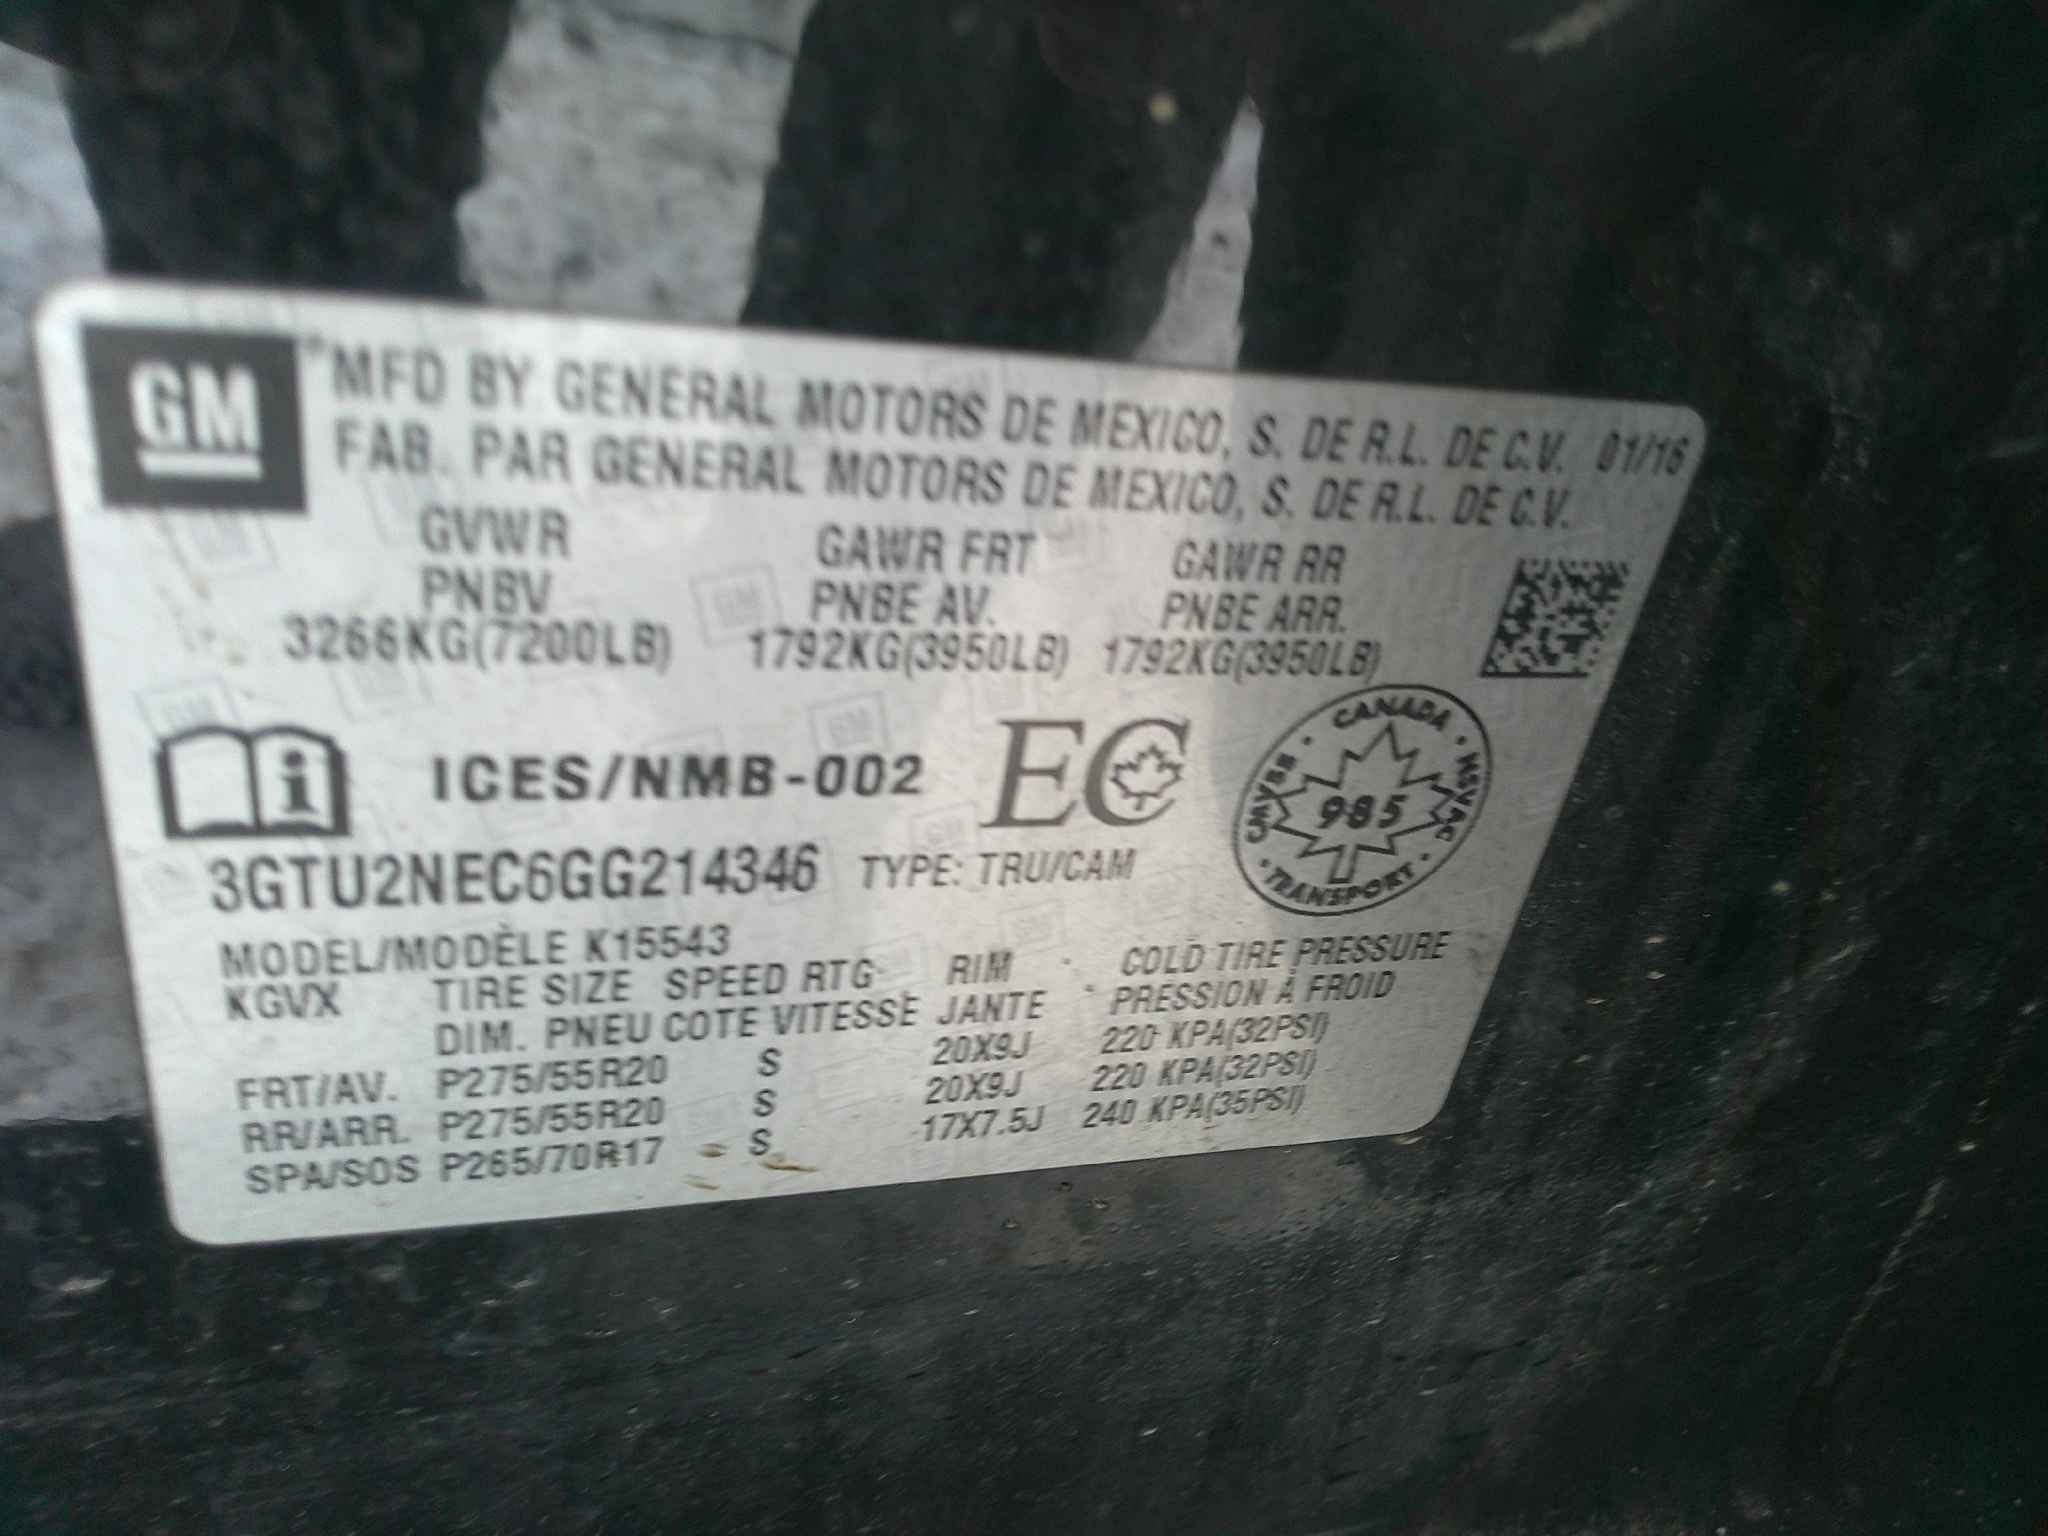 GM
MFD BY GENERAL MOTORS DE MEXICO, S. DE R.L. DE C.V. 01/16
FAB. PAR GENERAL MOTORS DE MEXICO, S. DE R.L. DE C.V.
GVWR GAWR FRT GAWR RR
PNBV PNBE AV. PNBE ARR.
3266KG(7200LB) 1792KG(3950LB) 1792KG(3950LB)
i ICES/NMB-002 EC
CANADA · NSVAC · TRANSPORT · CMVSS ·
985
3GTU2NEC6GG214346 TYPE: TRU/CAM
MODEL/MODÈLE K15543
KGVX TIRE SIZE SPEED RTG RIM COLD TIRE PRESSURE
DIM. PNEU COTE VITESSE JANTE PRESSION À FROID
FRT/AV. P275/55R20 S 20X9J 220 KPA(32PSI)
RR/ARR. P275/55R20 S 20X9J 220 KPA(32PSI)
SPA/SOS P265/70R17 S 17X7.5J 240 KPA(35PSI)